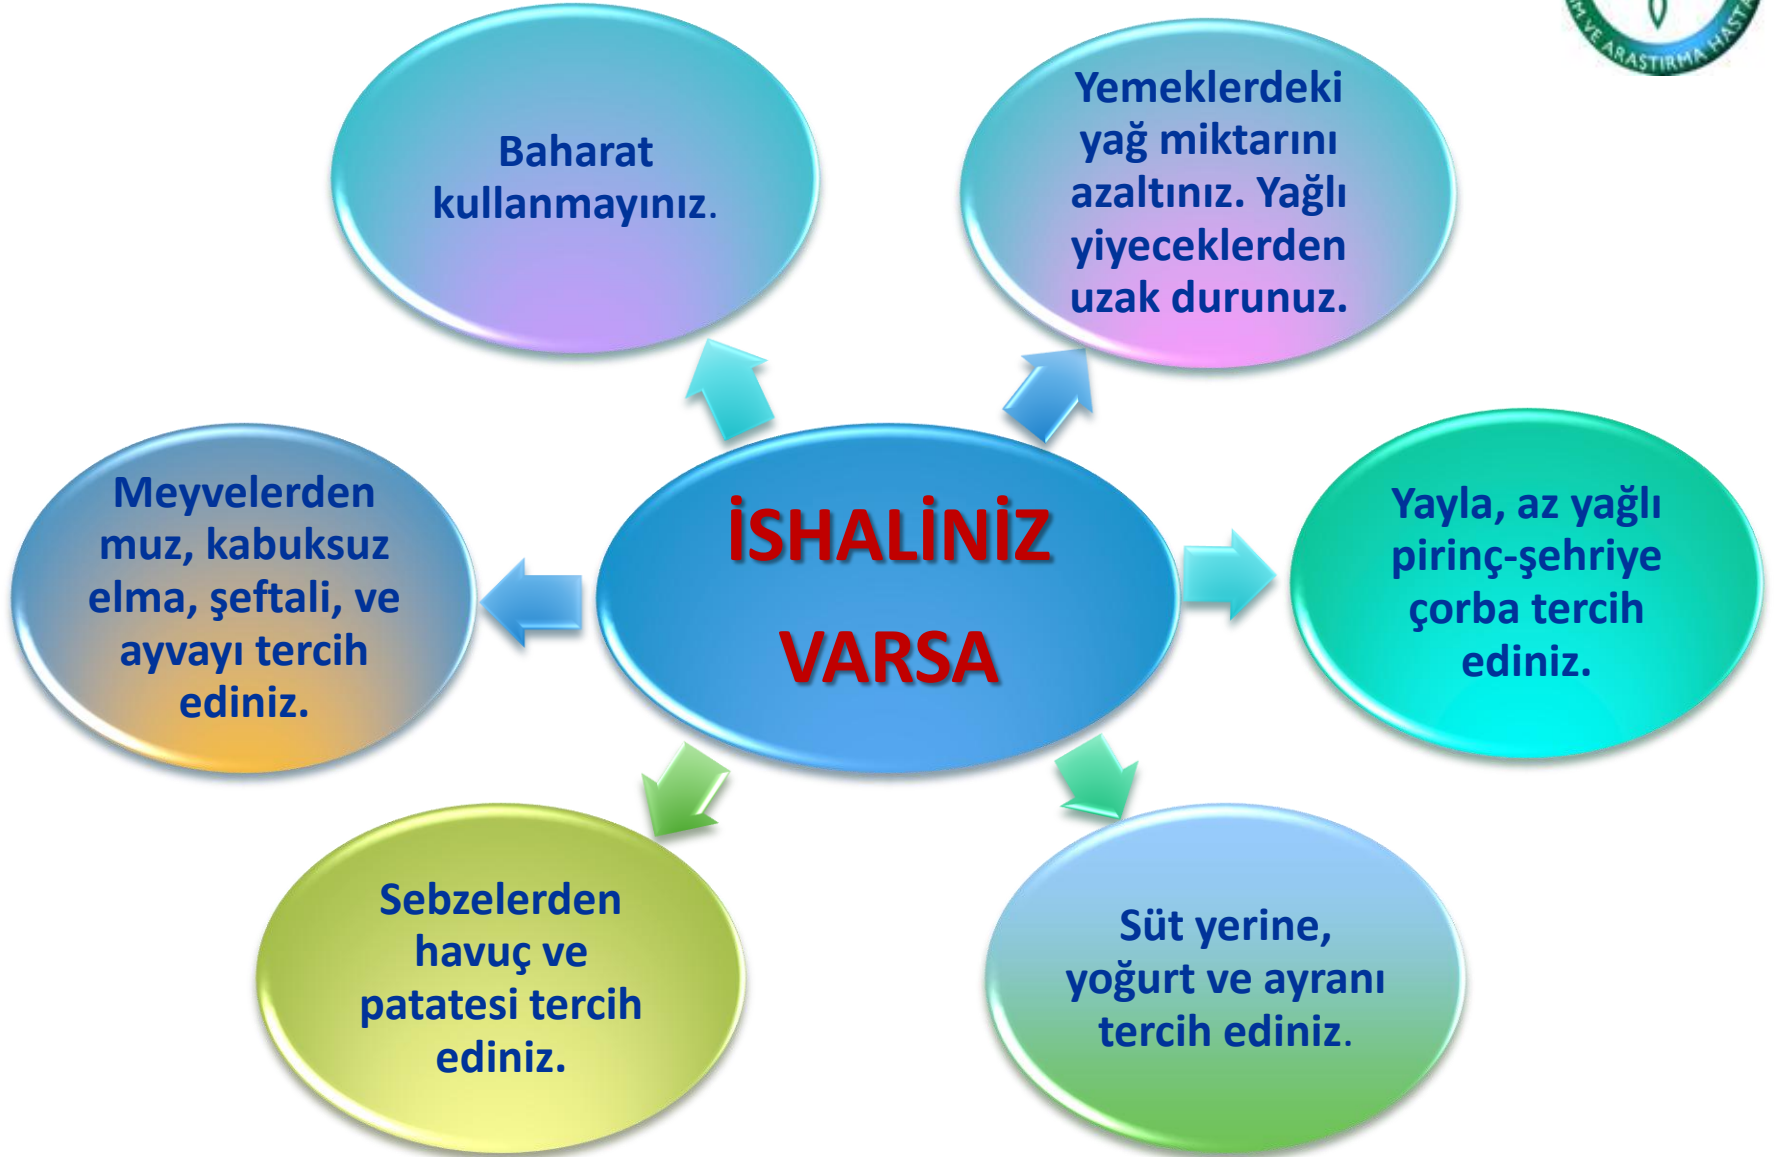 VE ARAŞTIRMA
Baharat
kullanmayınız.
Yemeklerdeki
yağ miktarını
azaltınız. Yağlı
yiyeceklerden
uzak durunuz.
Meyvelerden
muz, kabuksuz
elma, şeftali, ve
ayvayı tercih
ediniz.
İSHALİNİZ
VARSA
Yayla, az yağlı
pirinç-şehriye
çorba tercih
ediniz.
Sebzelerden
havuç ve
patatesi tercih
ediniz.
Süt yerine,
yoğurt ve ayranı
tercih ediniz.